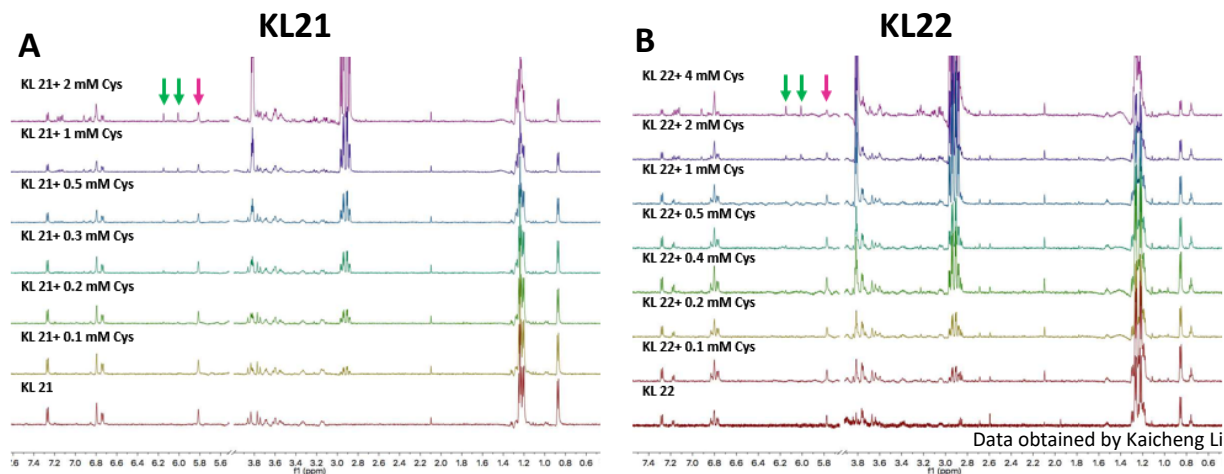 KL21
KL22
A
KL 21+ 2 mM Cys
KL 21+ 1 mM Cys
KL 21+ 0.5 mM Cys
KL 21+ 0.3 mM Cys
KL 21+ 0.2 mM Cys
KL 21+ 0.1 mM Cys
KL 21
7.6 7.4 7.2 7.0 6.8 6.6 6.4 6.2 6.0 5.8 5.6 3.8 3.6 3.4 3.2 3.0 2.8 2.6 2.4 2.2 2.0 1.8 1.6 1.4 1.2 1.0 0.8 0.6
f1 (ppm)
B
KL 22+ 4 mM Cys
KL 22+ 2 mM Cys
KL 22+ 1 mM Cys
KL 22+ 0.5 mM Cys
KL 22+ 0.4 mM Cys
KL 22+ 0.2 mM Cys
KL 22+ 0.1 mM Cys
KL 22
Data obtained by Kaicheng Li
7.4 7.2 7.0 6.8 6.6 6.4 6.2 6.0 5.8 3.8 3.6 3.4 3.2 3.0 2.8 2.6 2.4 2.2 2.0 1.8 1.6 1.4 1.2 1.0 0.8 0.6
f1 (ppm)